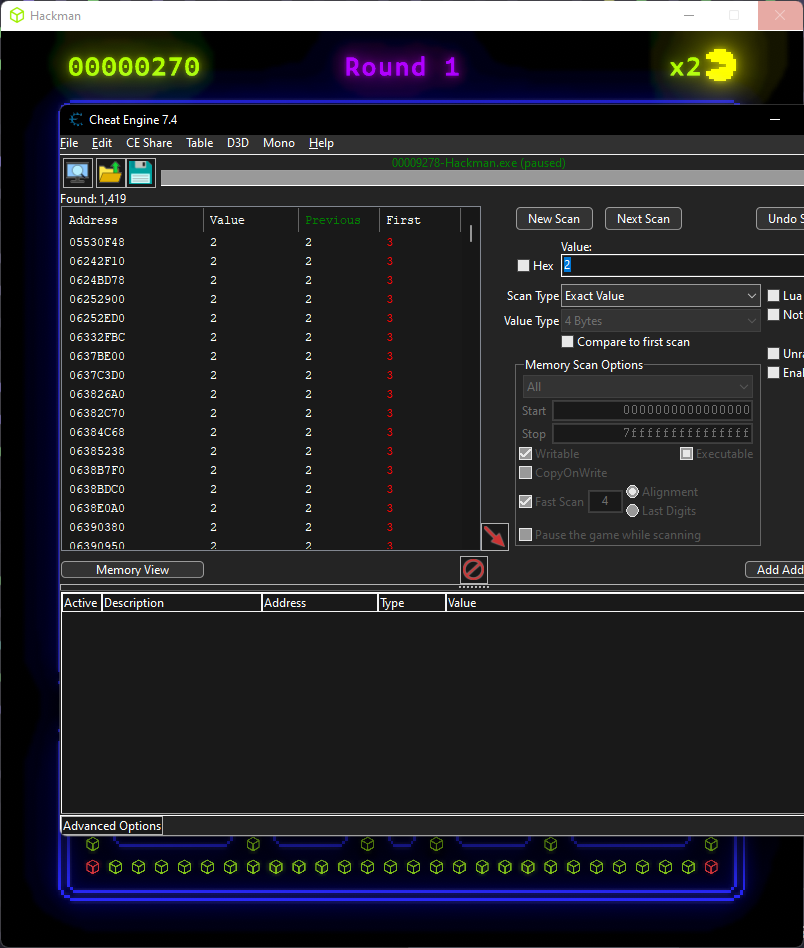 Hackman
00000270 Round 1 x2
Cheat Engine 7.4
File Edit CE Share Table D3D Mono Help
00009278-Hackman.exe (paused)
Found: 1,419
Address Value Previous First
05530F48 2 2 3
06242F10 2 2 3
0624BD78 2 2 3
06252900 2 2 3
06252ED0 2 2 3
06332FBC 2 2 3
0637BE00 2 2 3
0637C3D0 2 2 3
063826A0 2 2 3
06382C70 2 2 3
06384C68 2 2 3
06385238 2 2 3
0638B7F0 2 2 3
0638BDC0 2 2 3
0638E0A0 2 2 3
06390380 2 2 3
06390950 2 2 3
New Scan Next Scan Undo S
Value:
Hex 2
Scan Type Exact Value Lua
Value Type 4 Bytes Not
Compare to first scan
Unra
Memory Scan Options
Enal
All
Start 0000000000000000
Stop 7fffffffffffffff
Writable Executable
CopyOnWrite
Fast Scan 4 Alignment
Last Digits
Pause the game while scanning
Memory View Add Add
Active Description Address Type Value
Advanced Options